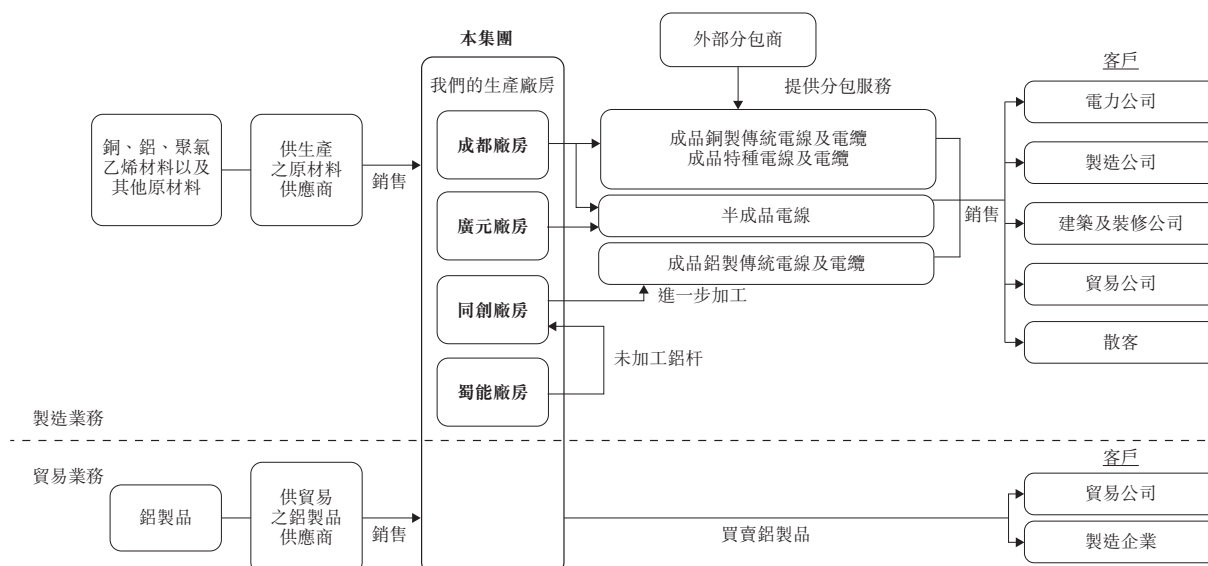 本集團
外部分包商
客戶
我們的生產廠房
提供分包服務
電力公司
銅、鋁、聚氯
乙烯材料以及
其他原材料
供生產
之原材料
供應商
銷售
成都廠房
成品銅製傳統電線及電纜
成品特種電線及電纜
製造公司
廣元廠房
半成品電線
銷售
建築及裝修公司
成品鋁製傳統電線及電纜
同創廠房
進一步加工
貿易公司
未加工鋁杆
散客
蜀能廠房
製造業務
貿易業務
客戶
鋁製品
供貿易
之鋁製品
供應商
銷售
買賣鋁製品
貿易公司
製造企業